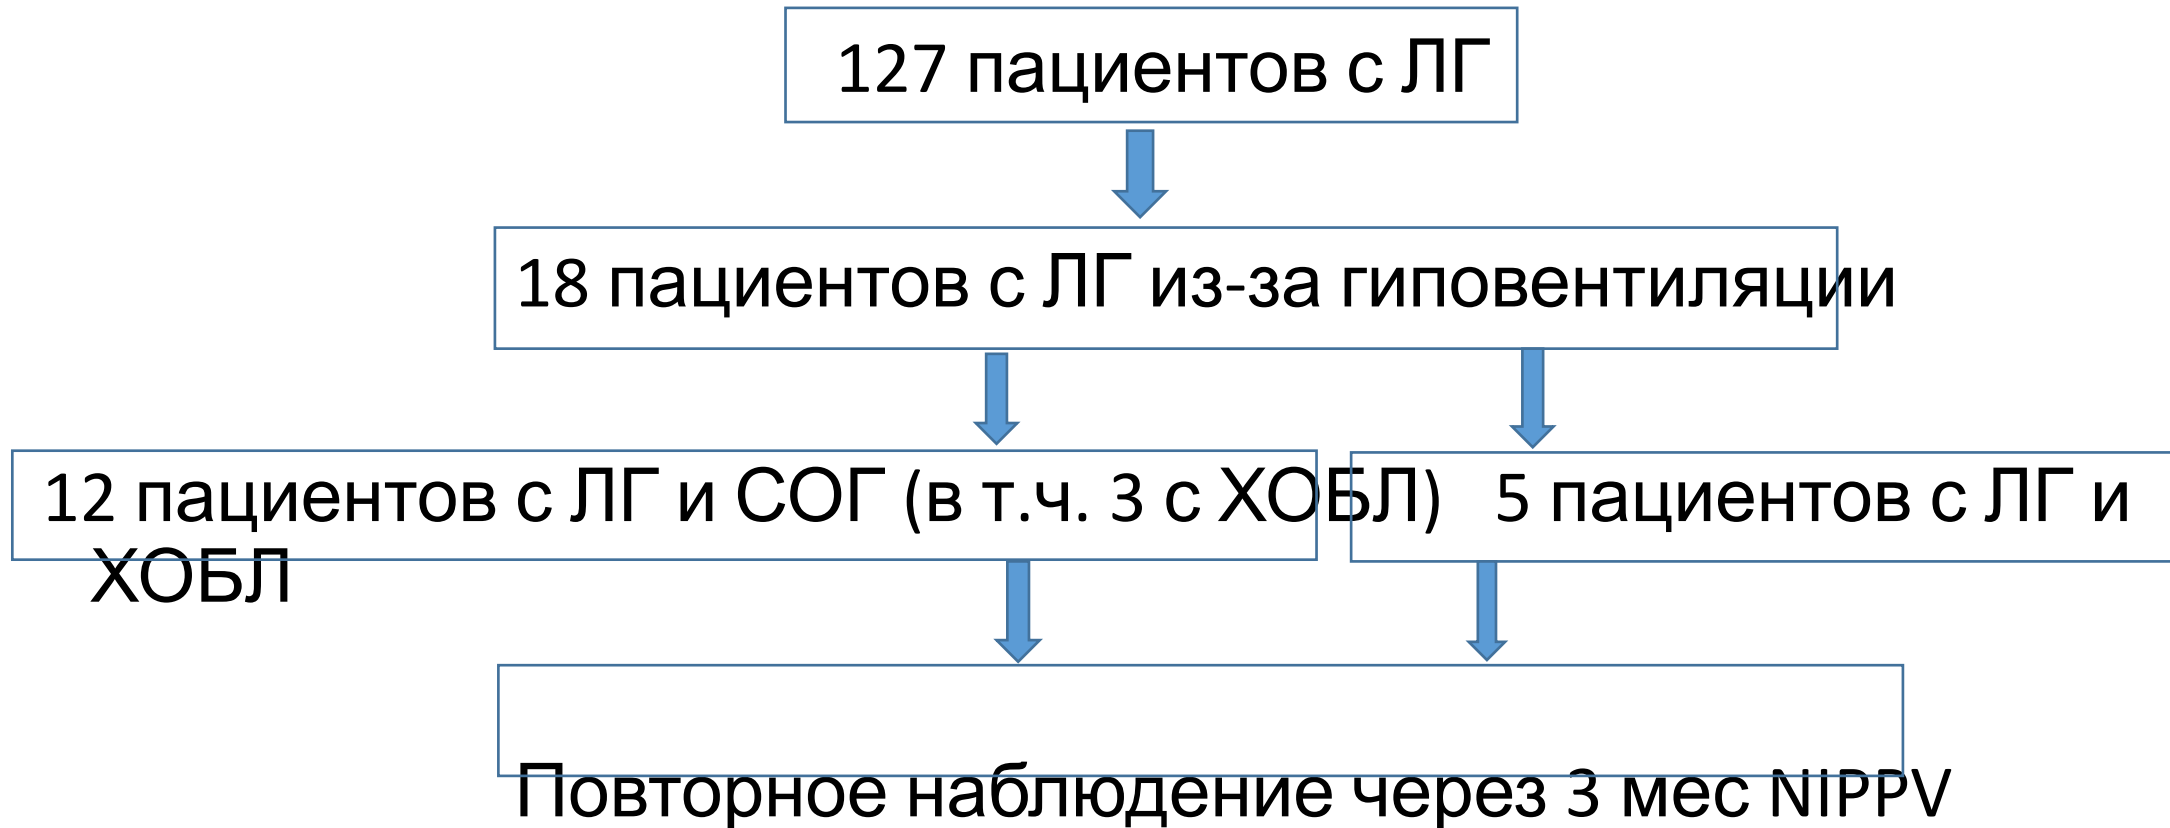 127 пациентов с ЛГ
18 пациентов с ЛГ из-за гиповентиляции
12 пациентов с ЛГ и СОГ (в т.ч. 3 с ХОБЛ) 5 пациентов с ЛГ и
ХОБЛ
Повторное наблюдение через 3 мес NIPPV